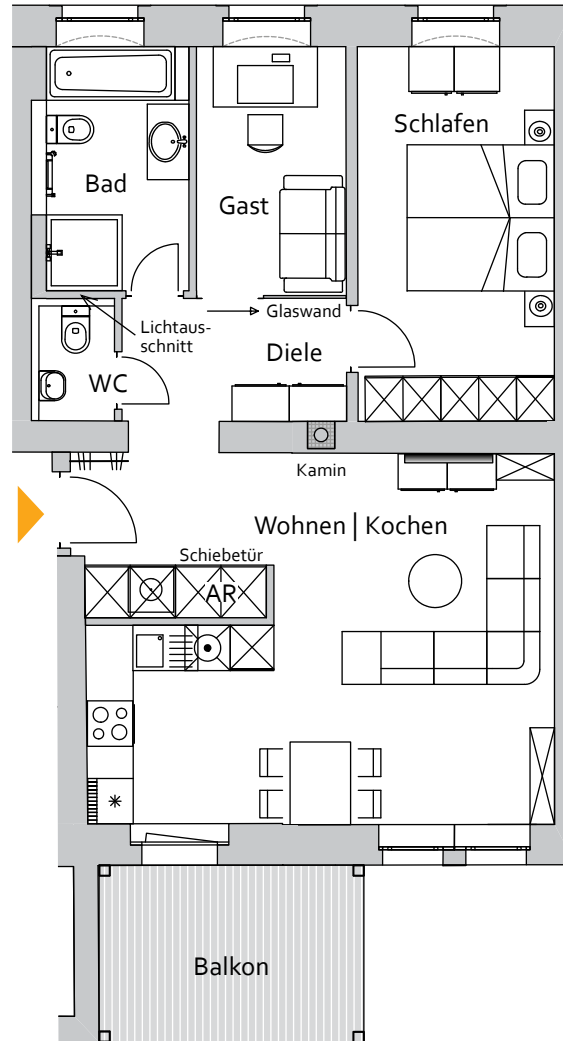 Schlafen
Bad
Gast
Glaswand
Lichtaus-
schnitt
Diele
WC
Kamin
Wohnen | Kochen
Schiebetür
AR
Balkon